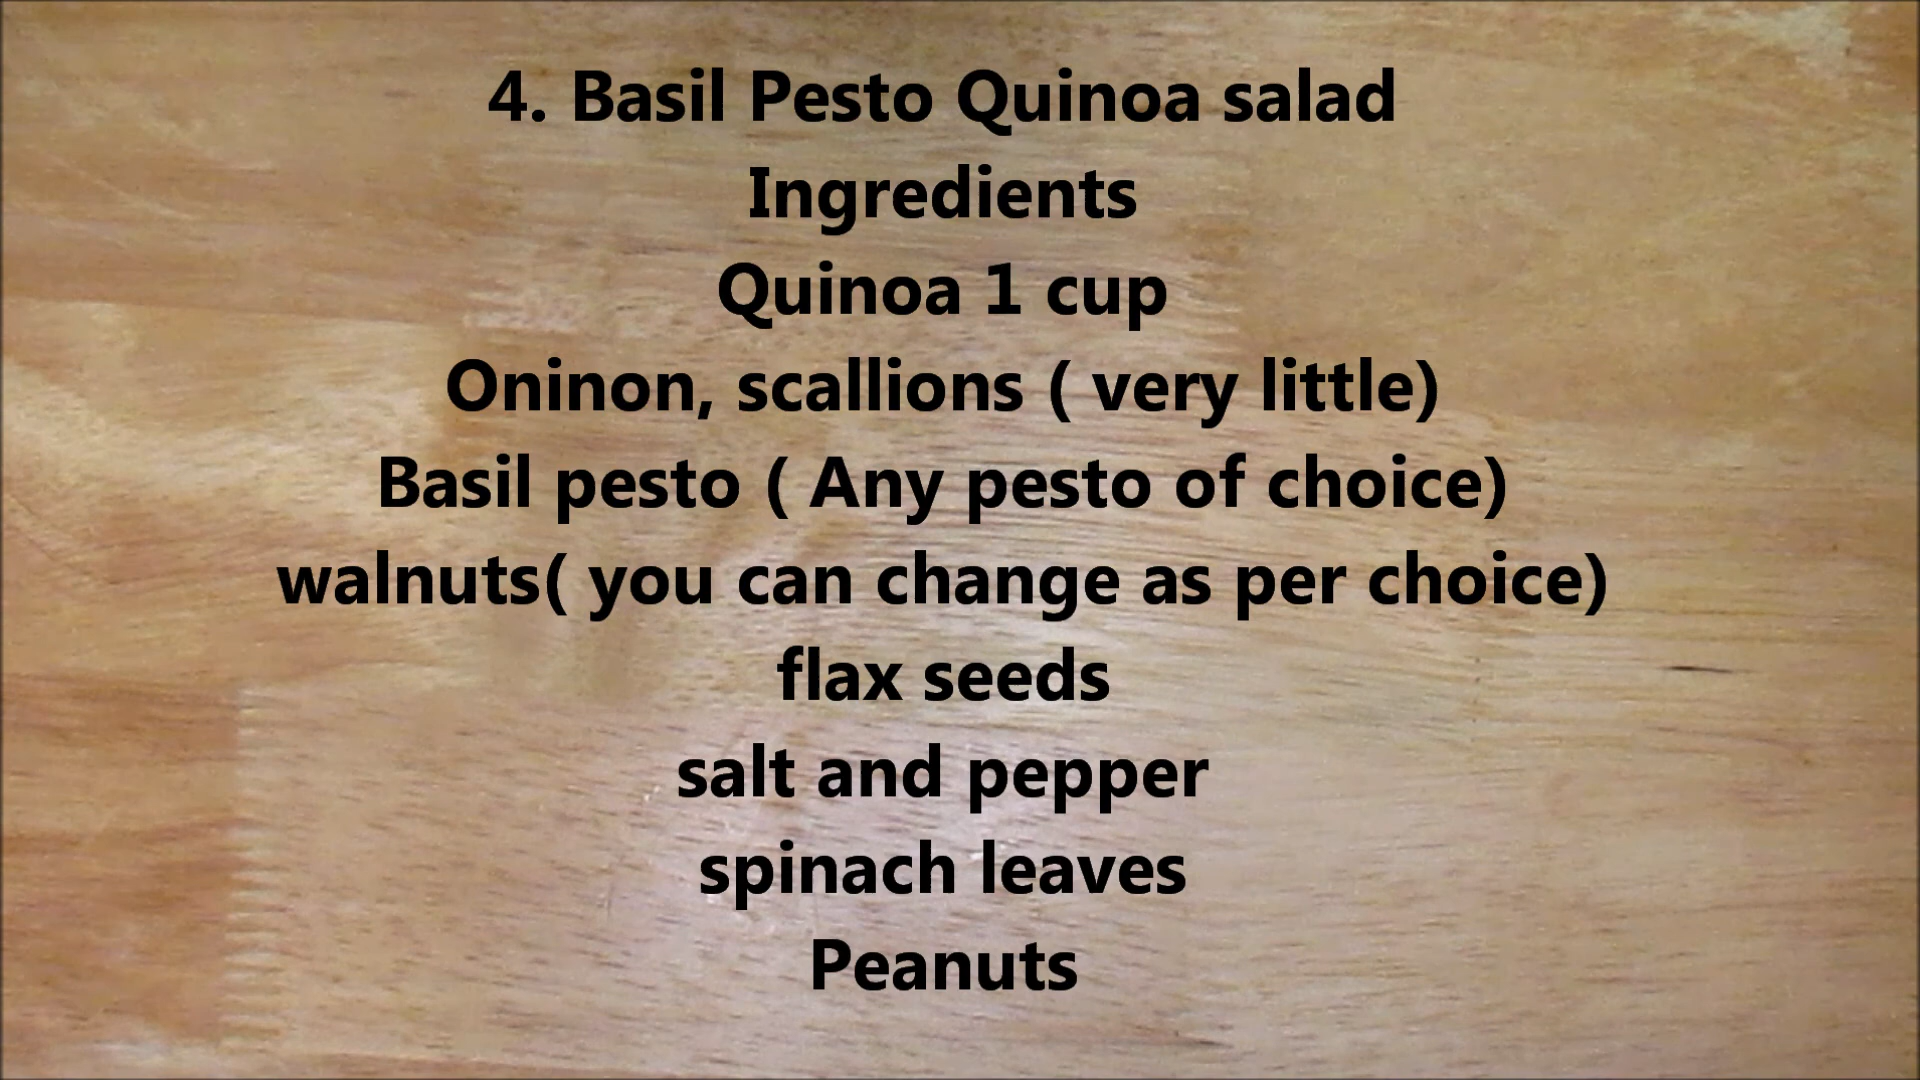 4. Basil Pesto Quinoa salad
Ingredients
Quinoa 1 cup
Oninon, scallions ( very little)
Basil pesto ( Any pesto of choice)
walnuts( you can change as per choice)
flax seeds
salt and pepper
spinach leaves
Peanuts